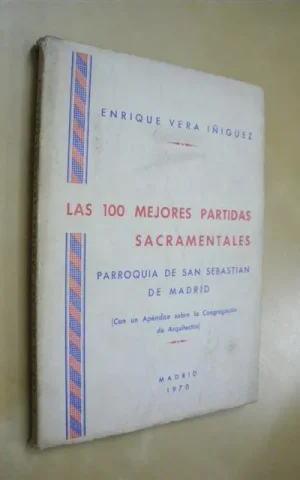 ENRIQUE VERA IÑIGUEZ
LAS 100 MEJORES PARTIDAS
SACRAMENTALES
PARROQUIA DE SAN SEBASTIAN
DE MADRID
(Con un Apéndice sobre la Congregación
de Arquitectos)
MADRID
1970